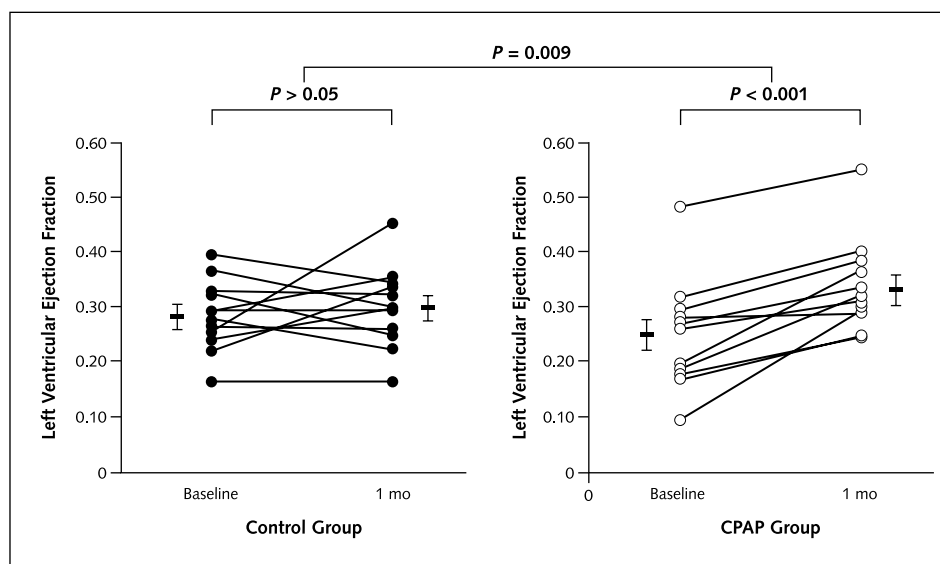 P = 0.009
P > 0.05
P < 0.001
Left Ventricular Ejection Fraction
0.60
0.50
0.40
0.30
0.20
0.10
0
Baseline
1 mo
Control Group
Left Ventricular Ejection Fraction
0.60
0.50
0.40
0.30
0.20
0.10
0
0
Baseline
1 mo
CPAP Group